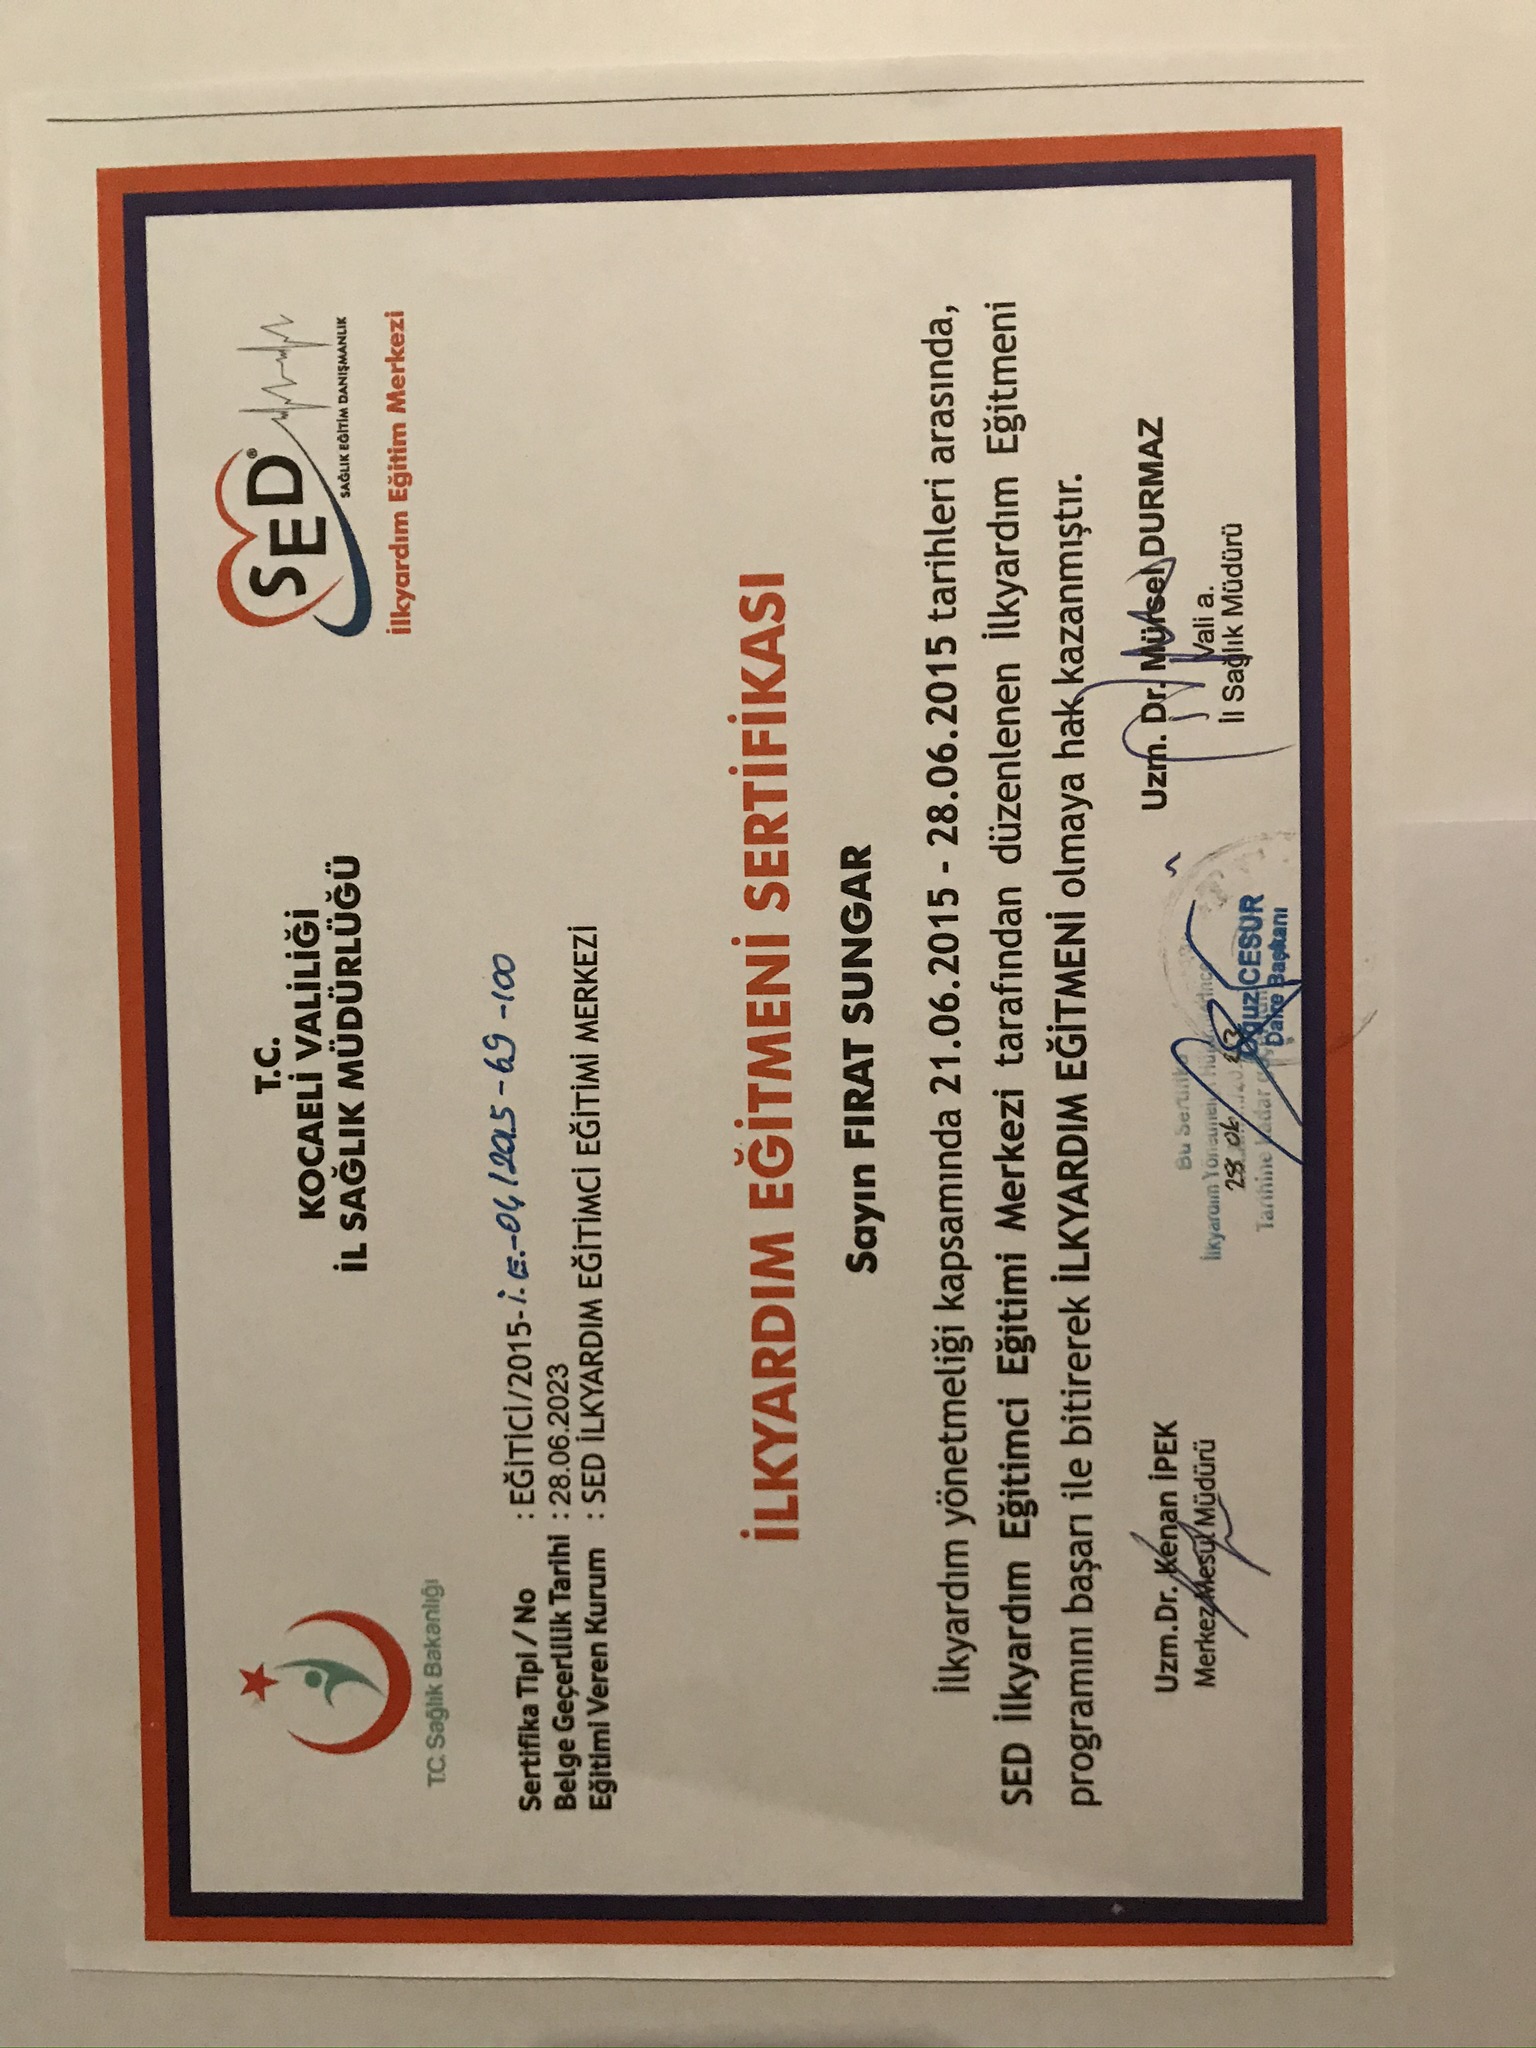 T.C.
KOCAELİ VALİLİĞİ
İL SAĞLIK MÜDÜRLÜĞÜ
T.C. Sağlık Bakanlığı
SED®
SAĞLIK EĞİTİM DANIŞMANLIK
İlkyardım Eğitim Merkezi
Sertifika Tipi / No : EĞİTİCİ/2015-İ.E.-04/2015-69-100
Belge Geçerlilik Tarihi : 28.06.2023
Eğitimi Veren Kurum : SED İLKYARDIM EĞİTİMCİ EĞİTİMİ MERKEZİ
İLKYARDIM EĞİTMENİ SERTİFİKASI
Sayın FIRAT SUNGAR
İlkyardım yönetmeliği kapsamında 21.06.2015 - 28.06.2015 tarihleri arasında,
SED İlkyardım Eğitimci Eğitimi Merkezi tarafından düzenlenen İlkyardım Eğitmeni
programını başarı ile bitirerek İLKYARDIM EĞİTMENİ olmaya hak kazanmıştır.
Uzm.Dr. Kenan İPEK
Merkez Mesul Müdürü
Bu Sertifika
İlkyardım
28 06
Tarihine kadar
Oğuz CESUR
Daire Başkanı
Uzm. Dr. Mürsel DURMAZ
Vali a.
İl Sağlık Müdürü